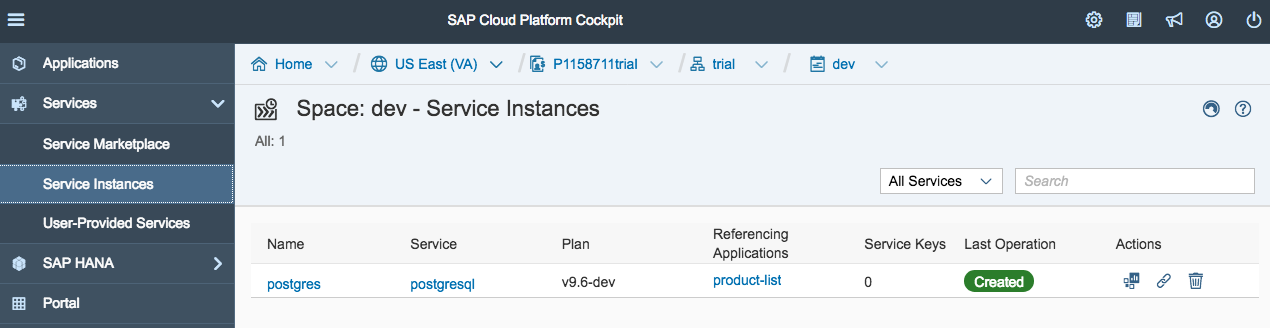 SAP Cloud Platform Cockpit
Applications
Services
Service Marketplace
Service Instances
User-Provided Services
SAP HANA
Portal
Home / US East (VA) / P1158711trial / trial / dev
Space: dev - Service Instances
All: 1
All Services Search
Name Service Plan Referencing Applications Service Keys Last Operation Actions
postgres postgresql v9.6-dev product-list 0 Created